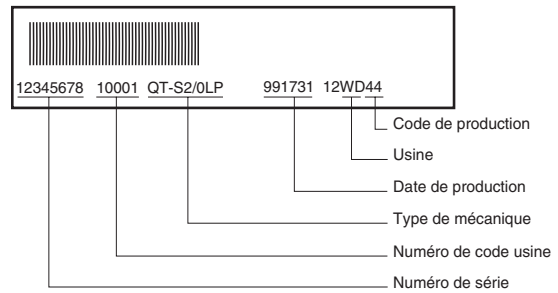 12345678 10001 QT-S2/0LP 991731 12WD44
Code de production
Usine
Date de production
Type de mécanique
Numéro de code usine
Numéro de série